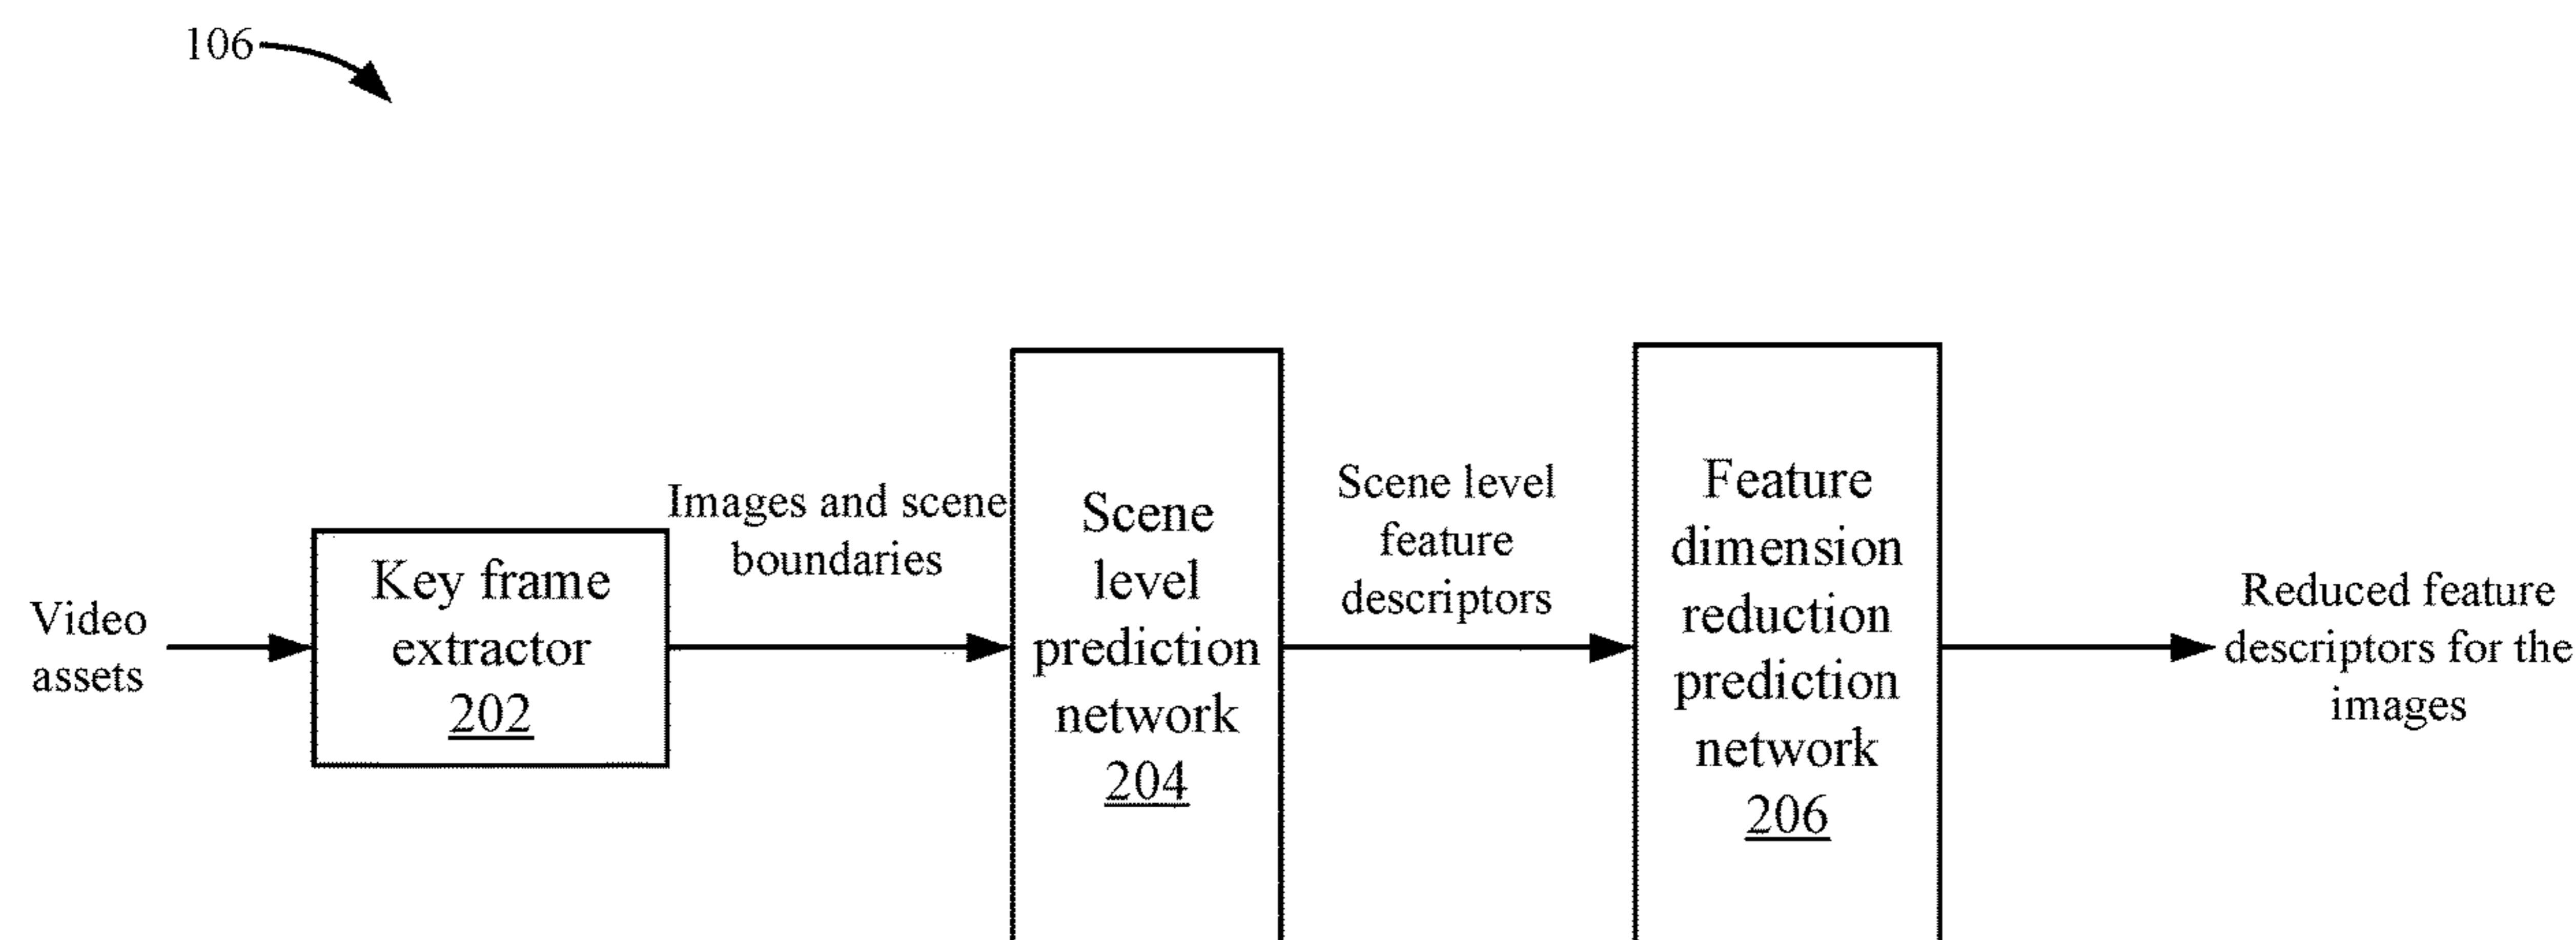 106
Video
assets
Key frame
extractor
202
Images and scene
boundaries
Scene
level
prediction
network
204
Scene level
feature
descriptors
Feature
dimension
reduction
prediction
network
206
Reduced feature
descriptors for the
images